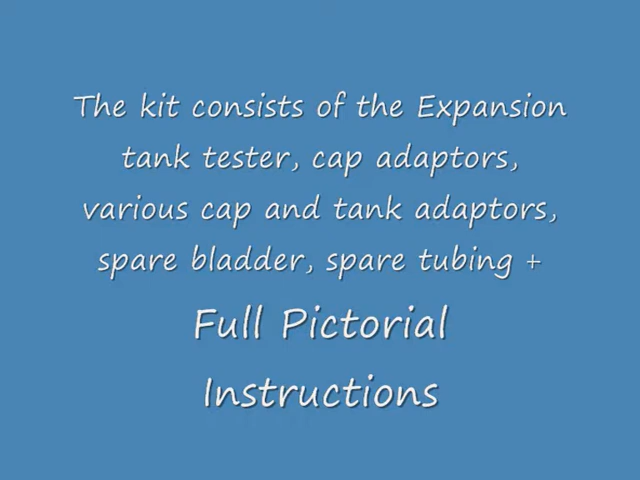 The kit consists of the Expansion
tank tester, cap adaptors,
various cap and tank adaptors,
spare bladder, spare tubing +
Full Pictorial
Instructions